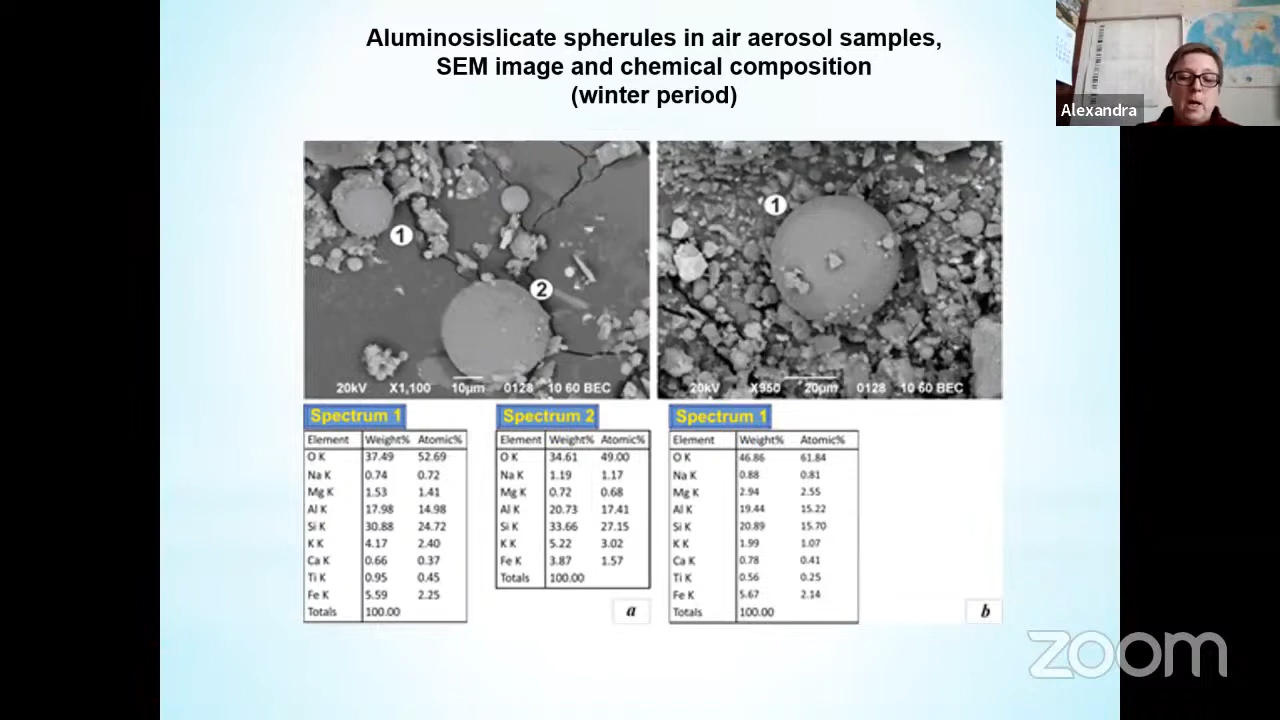 Aluminosislicate spherules in air aerosol samples,
SEM image and chemical composition
(winter period)
Alexandra
1
2
20kV X1,100 10µm 0128 10 60 BEC
1
20kV X950 20µm 0128 10 60 BEC
Spectrum 1
Element Weight% Atomic%
O K 37.49 52.69
Na K 0.74 0.72
Mg K 1.53 1.41
Al K 17.98 14.98
Si K 30.88 24.72
K K 4.17 2.40
Ca K 0.66 0.37
Ti K 0.95 0.45
Fe K 5.59 2.25
Totals 100.00
Spectrum 2
Element Weight% Atomic%
O K 34.61 49.00
Na K 1.19 1.17
Mg K 0.72 0.68
Al K 20.73 17.41
Si K 33.66 27.15
K K 5.22 3.02
Fe K 3.87 1.57
Totals 100.00
a
Spectrum 1
Element Weight% Atomic%
O K 46.86 61.84
Na K 0.88 0.81
Mg K 2.94 2.55
Al K 19.44 15.22
Si K 20.89 15.70
K K 1.99 1.07
Ca K 0.78 0.41
Ti K 0.56 0.25
Fe K 5.67 2.14
Totals 100.00
b
zoom